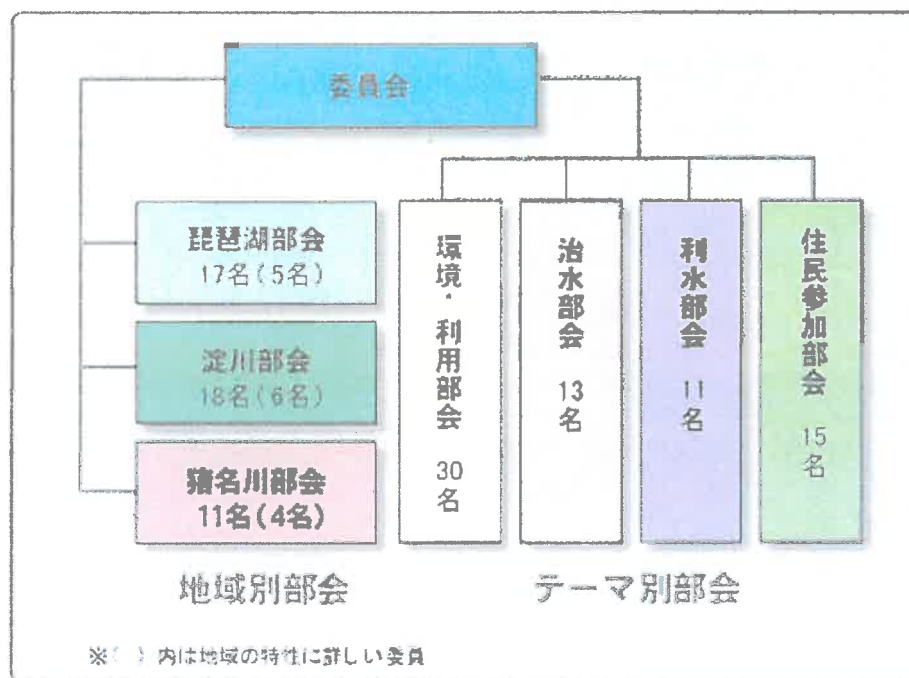 委員会
琵琶湖部会
17名(5名)
淀川部会
18名(6名)
猪名川部会
11名(4名)
環境・利用部会 30名
治水部会 13名
利水部会 11名
住民参加部会 15名
地域別部会
テーマ別部会
※( )内は地域の特性に詳しい委員